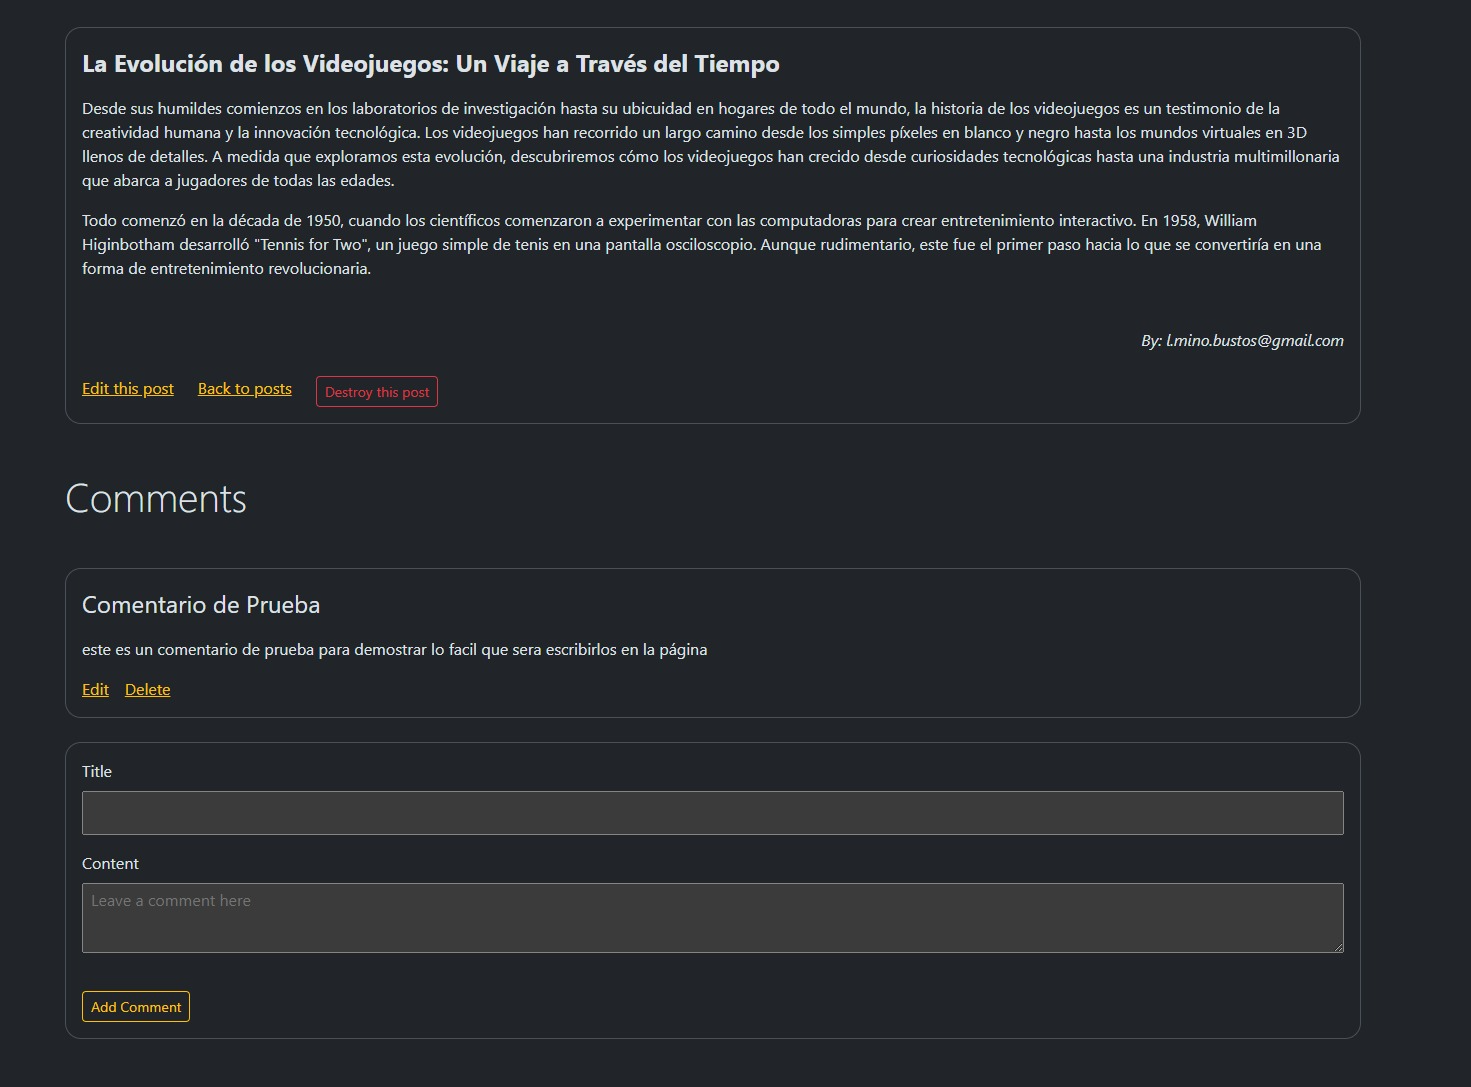 La Evolución de los Videojuegos: Un Viaje a Través del Tiempo
Desde sus humildes comienzos en los laboratorios de investigación hasta su ubicuidad en hogares de todo el mundo, la historia de los videojuegos es un testimonio de la
creatividad humana y la innovación tecnológica. Los videojuegos han recorrido un largo camino desde los simples píxeles en blanco y negro hasta los mundos virtuales en 3D
llenos de detalles. A medida que exploramos esta evolución, descubriremos cómo los videojuegos han crecido desde curiosidades tecnológicas hasta una industria multimillonaria
que abarca a jugadores de todas las edades.
Todo comenzó en la década de 1950, cuando los científicos comenzaron a experimentar con las computadoras para crear entretenimiento interactivo. En 1958, William
Higinbotham desarrolló "Tennis for Two", un juego simple de tenis en una pantalla osciloscopio. Aunque rudimentario, este fue el primer paso hacia lo que se convertiría en una
forma de entretenimiento revolucionaria.
By: l.mino.bustos@gmail.com
Edit this post Back to posts Destroy this post
Comments
Comentario de Prueba
este es un comentario de prueba para demostrar lo facil que sera escribirlos en la página
Edit Delete
Title
Content
Leave a comment here
Add Comment